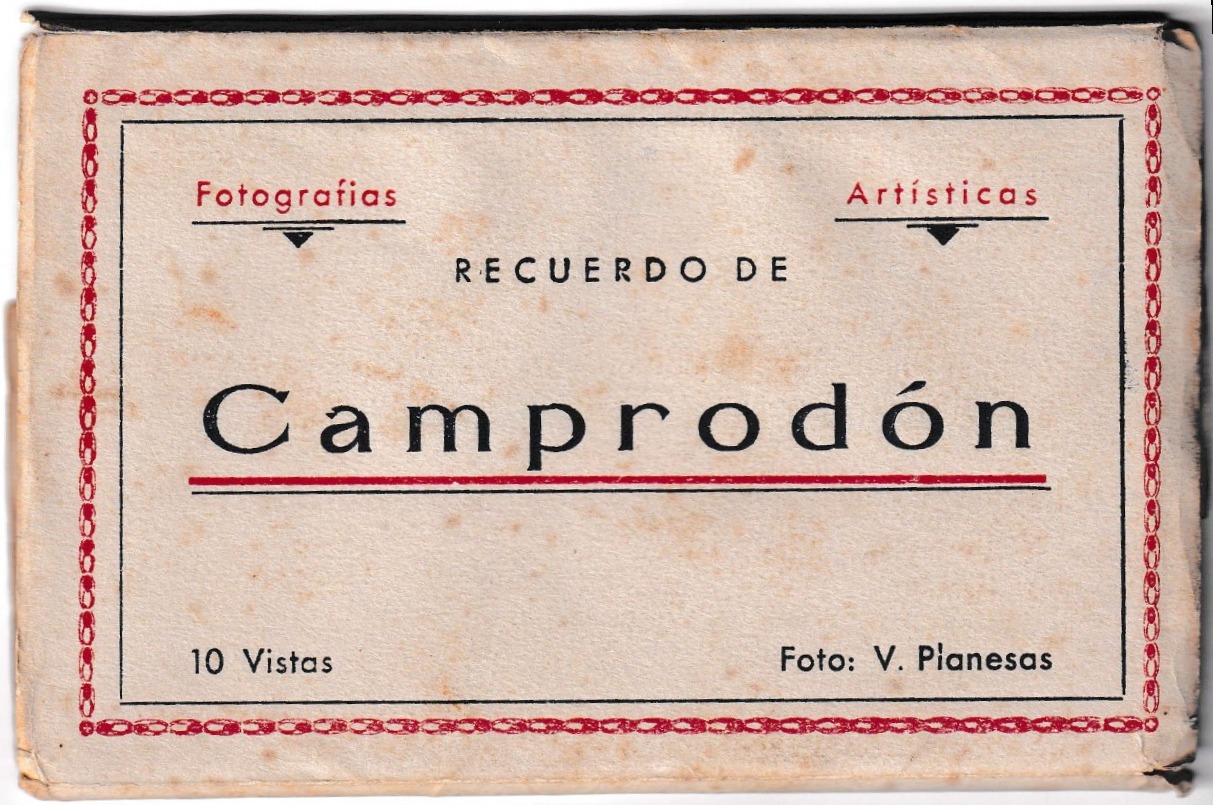 Fotografias Artísticas
RECUERDO DE
Camprodón
10 Vistas Foto: V. Planesas